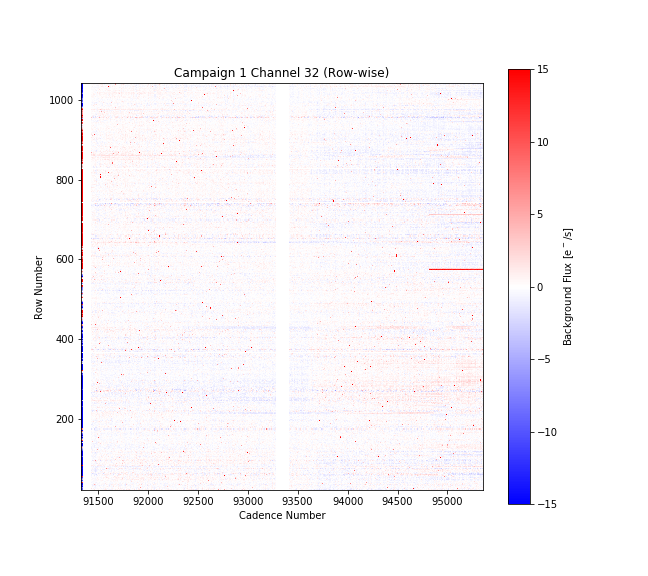 Campaign 1 Channel 32 (Row-wise)
Row Number
1000
800
600
400
200
91500 92000 92500 93000 93500 94000 94500 95000
Cadence Number
15
10
5
0
−5
−10
−15
Background Flux [e⁻/s]